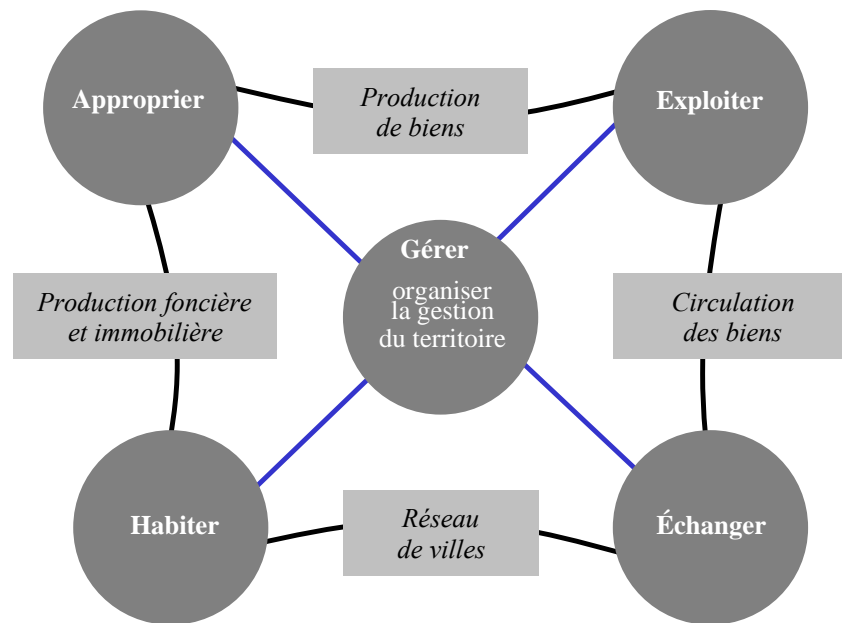 Approprier
Production
de biens
Exploiter
Gérer
organiser
la gestion
du territoire
Production foncière
et immobilière
Circulation
des biens
Habiter
Réseau
de villes
Échanger